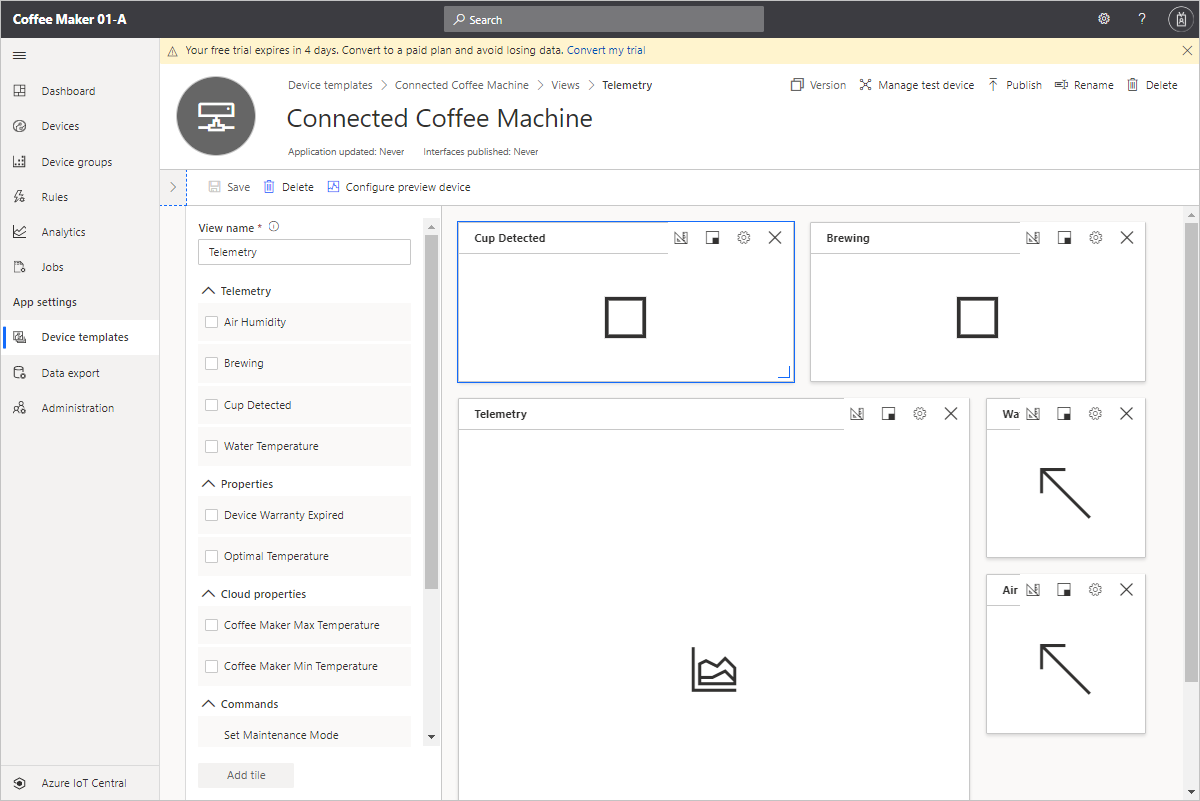 Coffee Maker 01-A
Search
?
Your free trial expires in 4 days. Convert to a paid plan and avoid losing data. Convert my trial
Dashboard
Devices
Device groups
Rules
Analytics
Jobs
App settings
Device templates
Data export
Administration
Azure IoT Central
Device templates > Connected Coffee Machine > Views > Telemetry
Version
Manage test device
Publish
Rename
Delete
Connected Coffee Machine
Application updated: Never
Interfaces published: Never
Save
Delete
Configure preview device
View name *
Telemetry
Telemetry
Air Humidity
Brewing
Cup Detected
Water Temperature
Properties
Device Warranty Expired
Optimal Temperature
Cloud properties
Coffee Maker Max Temperature
Coffee Maker Min Temperature
Commands
Set Maintenance Mode
Add tile
Cup Detected
Brewing
Telemetry
Wa
Air